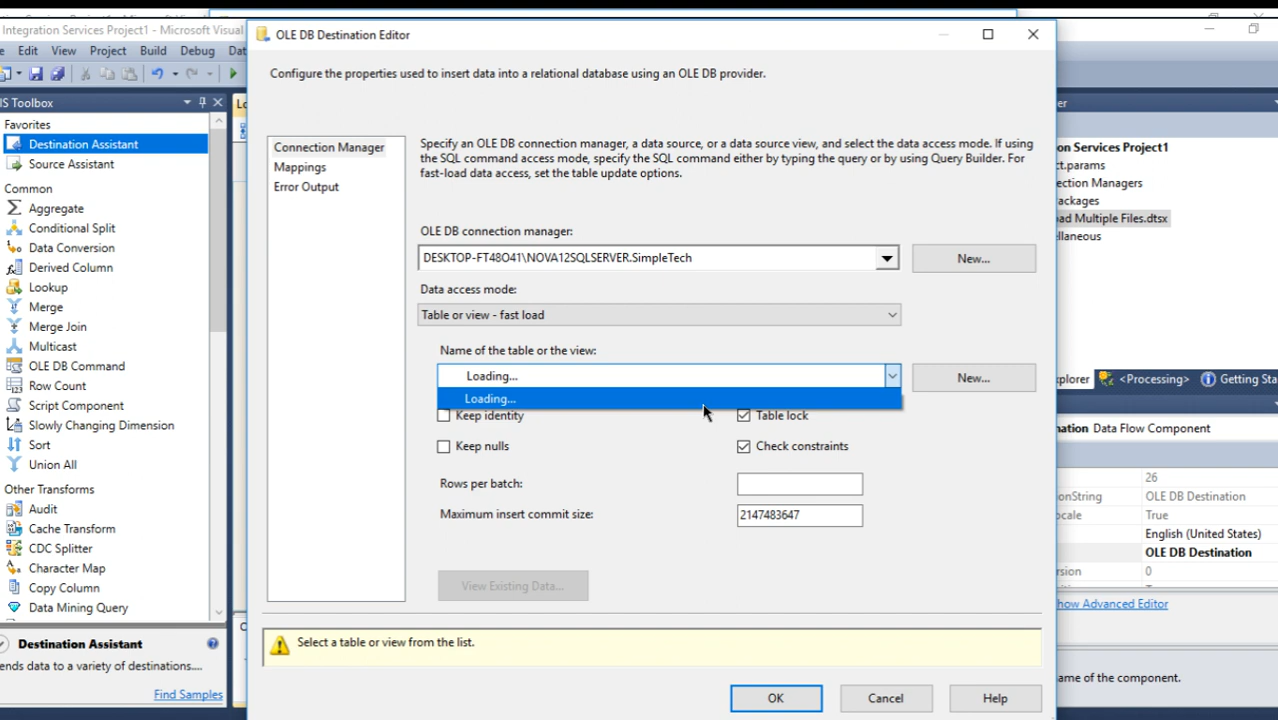 Integration Services Project1 - Microsoft Visual
Edit View Project Build Debug Dat
IS Toolbox
Favorites
Destination Assistant
Source Assistant
Common
Aggregate
Conditional Split
Data Conversion
Derived Column
Lookup
Merge
Merge Join
Multicast
OLE DB Command
Row Count
Script Component
Slowly Changing Dimension
Sort
Union All
Other Transforms
Audit
Cache Transform
CDC Splitter
Character Map
Copy Column
Data Mining Query
Destination Assistant
ends data to a variety of destinations....
Find Samples
Lo
OLE DB Destination Editor
Configure the properties used to insert data into a relational database using an OLE DB provider.
Connection Manager
Mappings
Error Output
Specify an OLE DB connection manager, a data source, or a data source view, and select the data access mode. If using
the SQL command access mode, specify the SQL command either by typing the query or by using Query Builder. For
fast-load data access, set the table update options.
OLE DB connection manager:
DESKTOP-FT48O41\NOVA12SQLSERVER.SimpleTech
New...
Data access mode:
Table or view - fast load
Name of the table or the view:
Loading...
New...
Loading...
Keep identity
Table lock
Keep nulls
Check constraints
Rows per batch:
Maximum insert commit size:
2147483647
View Existing Data...
Select a table or view from the list.
OK
Cancel
Help
er
on Services Project1
ct.params
ection Managers
ackages
ad Multiple Files.dtsx
ellaneous
xplorer <Processing> Getting Sta
nation Data Flow Component
26
onString OLE DB Destination
ocale True
English (United States)
OLE DB Destination
rsion 0
how Advanced Editor
ame of the component.